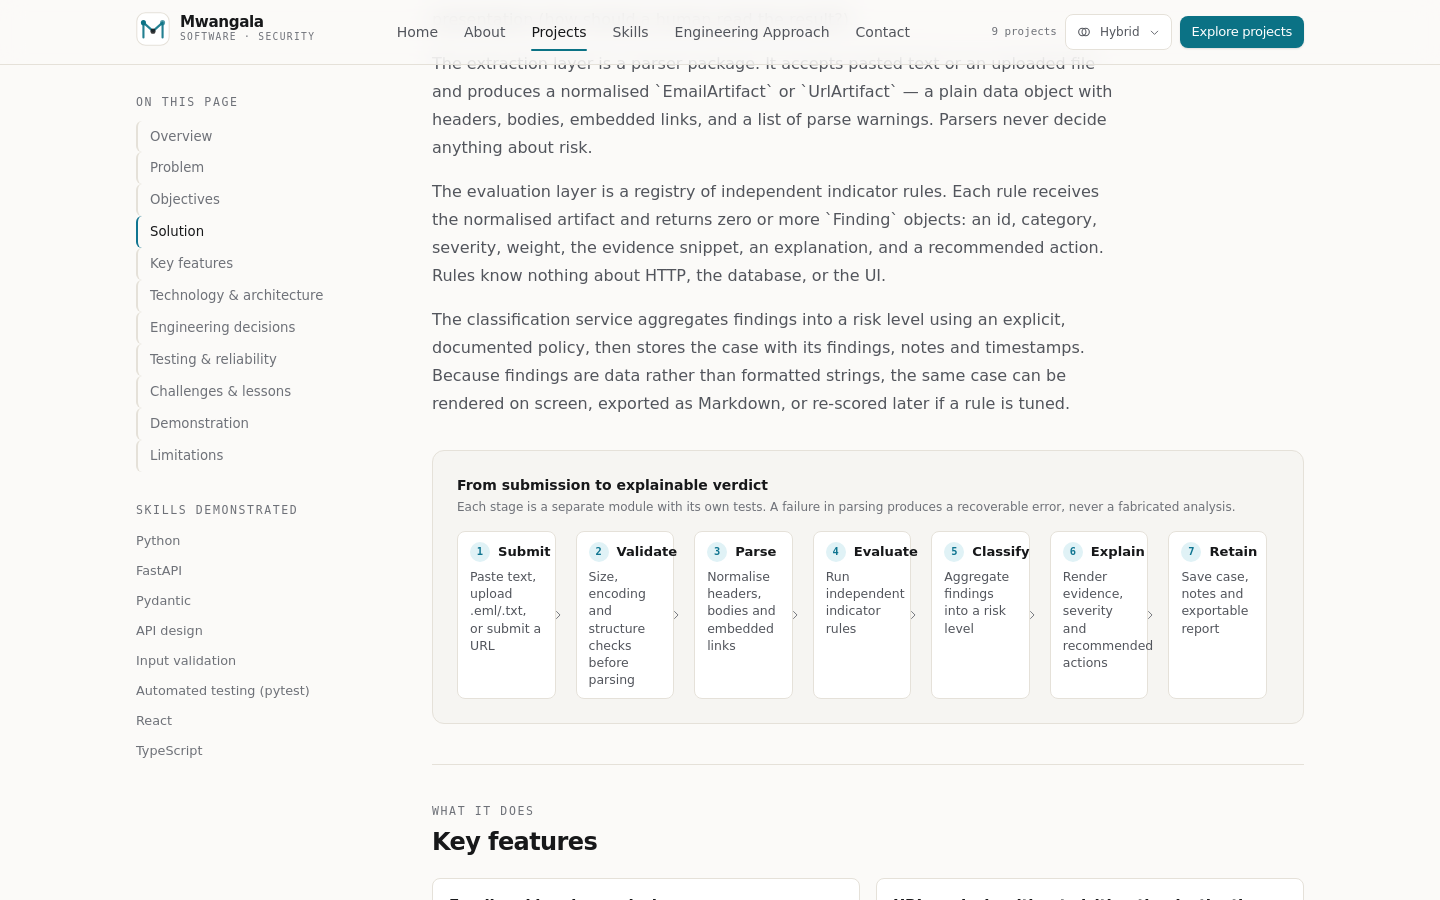 Mwangala
SOFTWARE · SECURITY
Home
About
Projects
Skills
Engineering Approach
Contact
9 projects
Hybrid
Explore projects
ON THIS PAGE
Overview
Problem
Objectives
Solution
Key features
Technology & architecture
Engineering decisions
Testing & reliability
Challenges & lessons
Demonstration
Limitations
SKILLS DEMONSTRATED
Python
FastAPI
Pydantic
API design
Input validation
Automated testing (pytest)
React
TypeScript
The extraction layer is a parser package. It accepts pasted text or an uploaded file
and produces a normalised `EmailArtifact` or `UrlArtifact` — a plain data object with
headers, bodies, embedded links, and a list of parse warnings. Parsers never decide
anything about risk.
The evaluation layer is a registry of independent indicator rules. Each rule receives
the normalised artifact and returns zero or more `Finding` objects: an id, category,
severity, weight, the evidence snippet, an explanation, and a recommended action.
Rules know nothing about HTTP, the database, or the UI.
The classification service aggregates findings into a risk level using an explicit,
documented policy, then stores the case with its findings, notes and timestamps.
Because findings are data rather than formatted strings, the same case can be
rendered on screen, exported as Markdown, or re-scored later if a rule is tuned.
From submission to explainable verdict
Each stage is a separate module with its own tests. A failure in parsing produces a recoverable error, never a fabricated analysis.
1 Submit
Paste text,
upload
.eml/.txt,
or submit a
URL
2 Validate
Size,
encoding
and
structure
checks
before
parsing
3 Parse
Normalise
headers,
bodies and
embedded
links
4 Evaluate
Run
independent
indicator
rules
5 Classify
Aggregate
findings
into a risk
level
6 Explain
Render
evidence,
severity
and
recommended
actions
7 Retain
Save case,
notes and
exportable
report
WHAT IT DOES
Key features